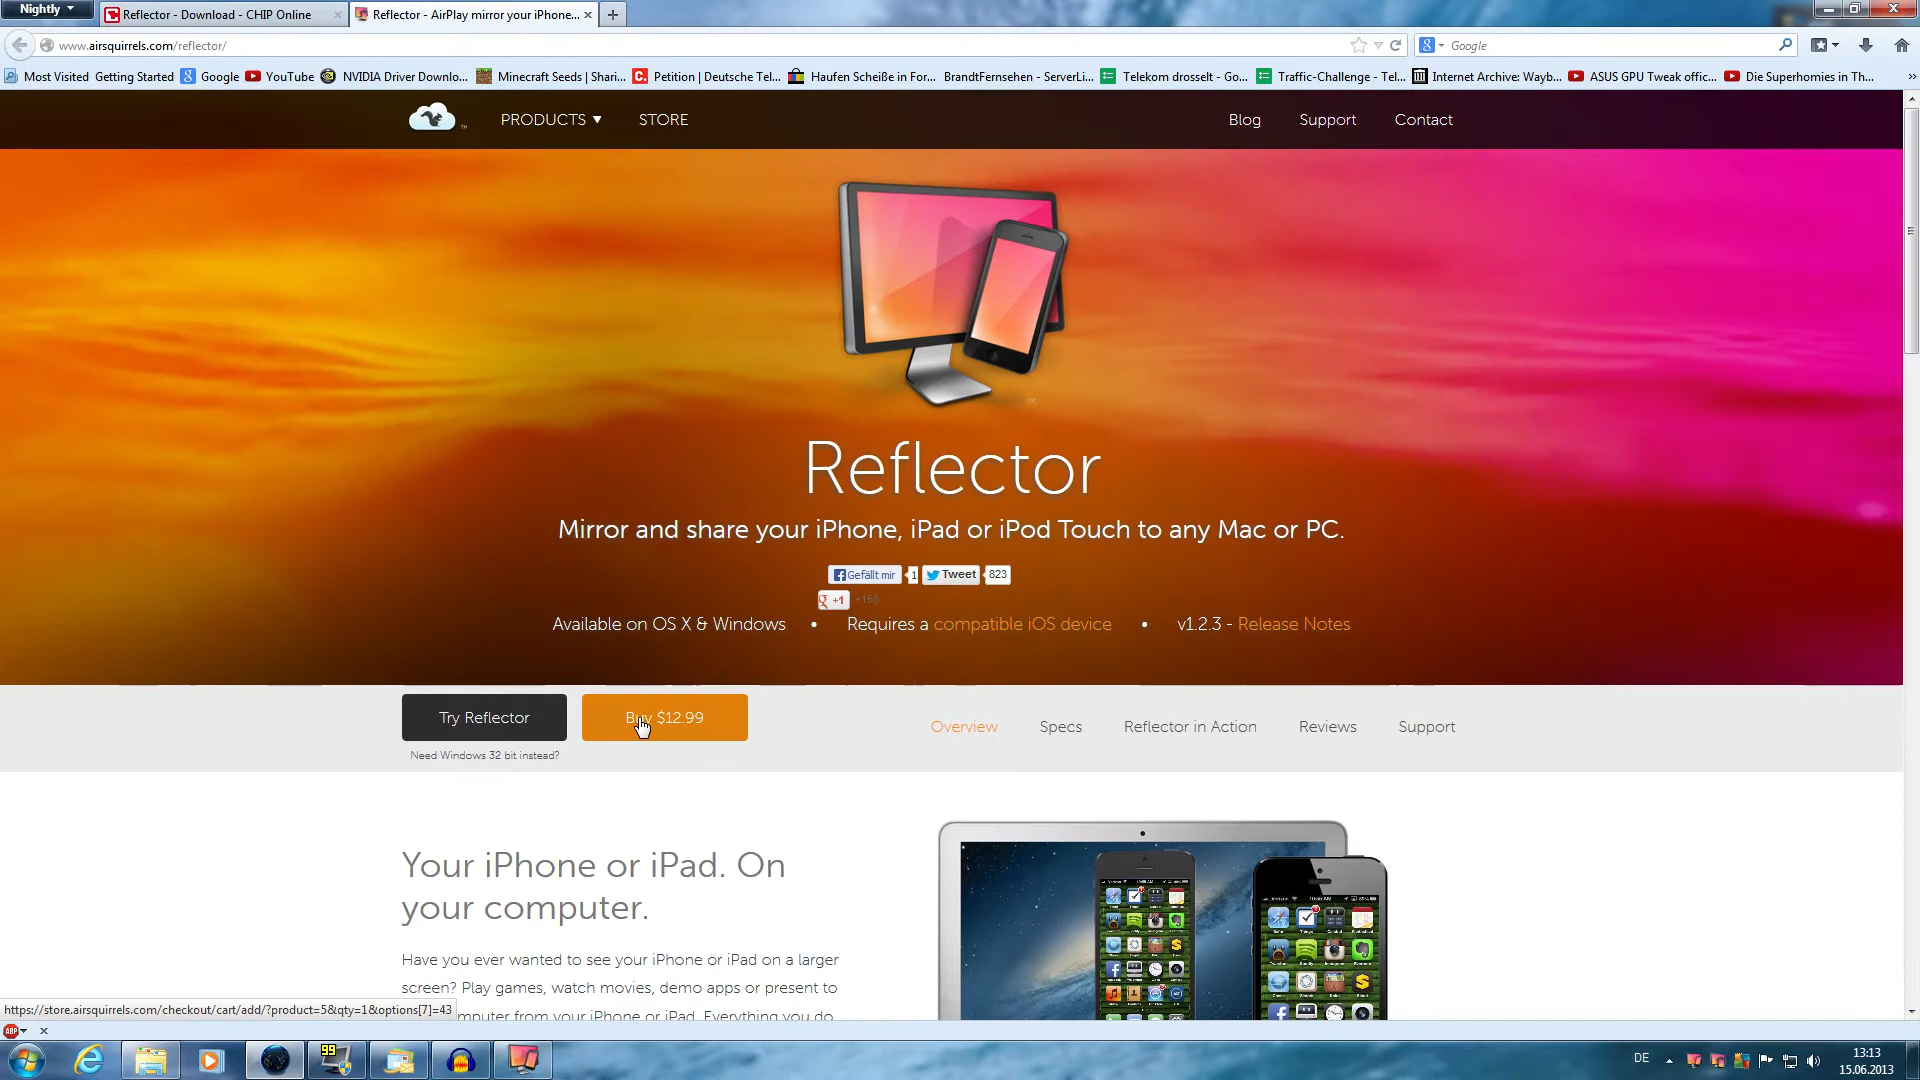 Nightly
Reflector - Download - CHIP Online
Reflector - AirPlay mirror your iPhone...
www.airsquirrels.com/reflector/
Google
Most Visited
Getting Started
Google
YouTube
NVIDIA Driver Downlo...
Minecraft Seeds | Shari...
Petition | Deutsche Tel...
Haufen Scheiße in For...
BrandtFernsehen - ServerLi...
Telekom drosselt - Go...
Traffic-Challenge - Tel...
Internet Archive: Wayb...
ASUS GPU Tweak offic...
Die Superhomies in Th...
PRODUCTS ▼
STORE
Blog
Support
Contact
Reflector
Mirror and share your iPhone, iPad or iPod Touch to any Mac or PC.
Gefällt mir
1
Tweet
823
+1
+158
Available on OS X & Windows • Requires a compatible iOS device • v1.2.3 - Release Notes
Try Reflector
Buy $12.99
Need Windows 32 bit instead?
Overview
Specs
Reflector in Action
Reviews
Support
Your iPhone or iPad. On
your computer.
Have you ever wanted to see your iPhone or iPad on a larger
screen? Play games, watch movies, demo apps or present to
mputer from your iPhone or iPad. Everything you do
https://store.airsquirrels.com/checkout/cart/add/?product=5&qty=1&options[7]=43
ABP
99
DE
13:13
15.06.2013